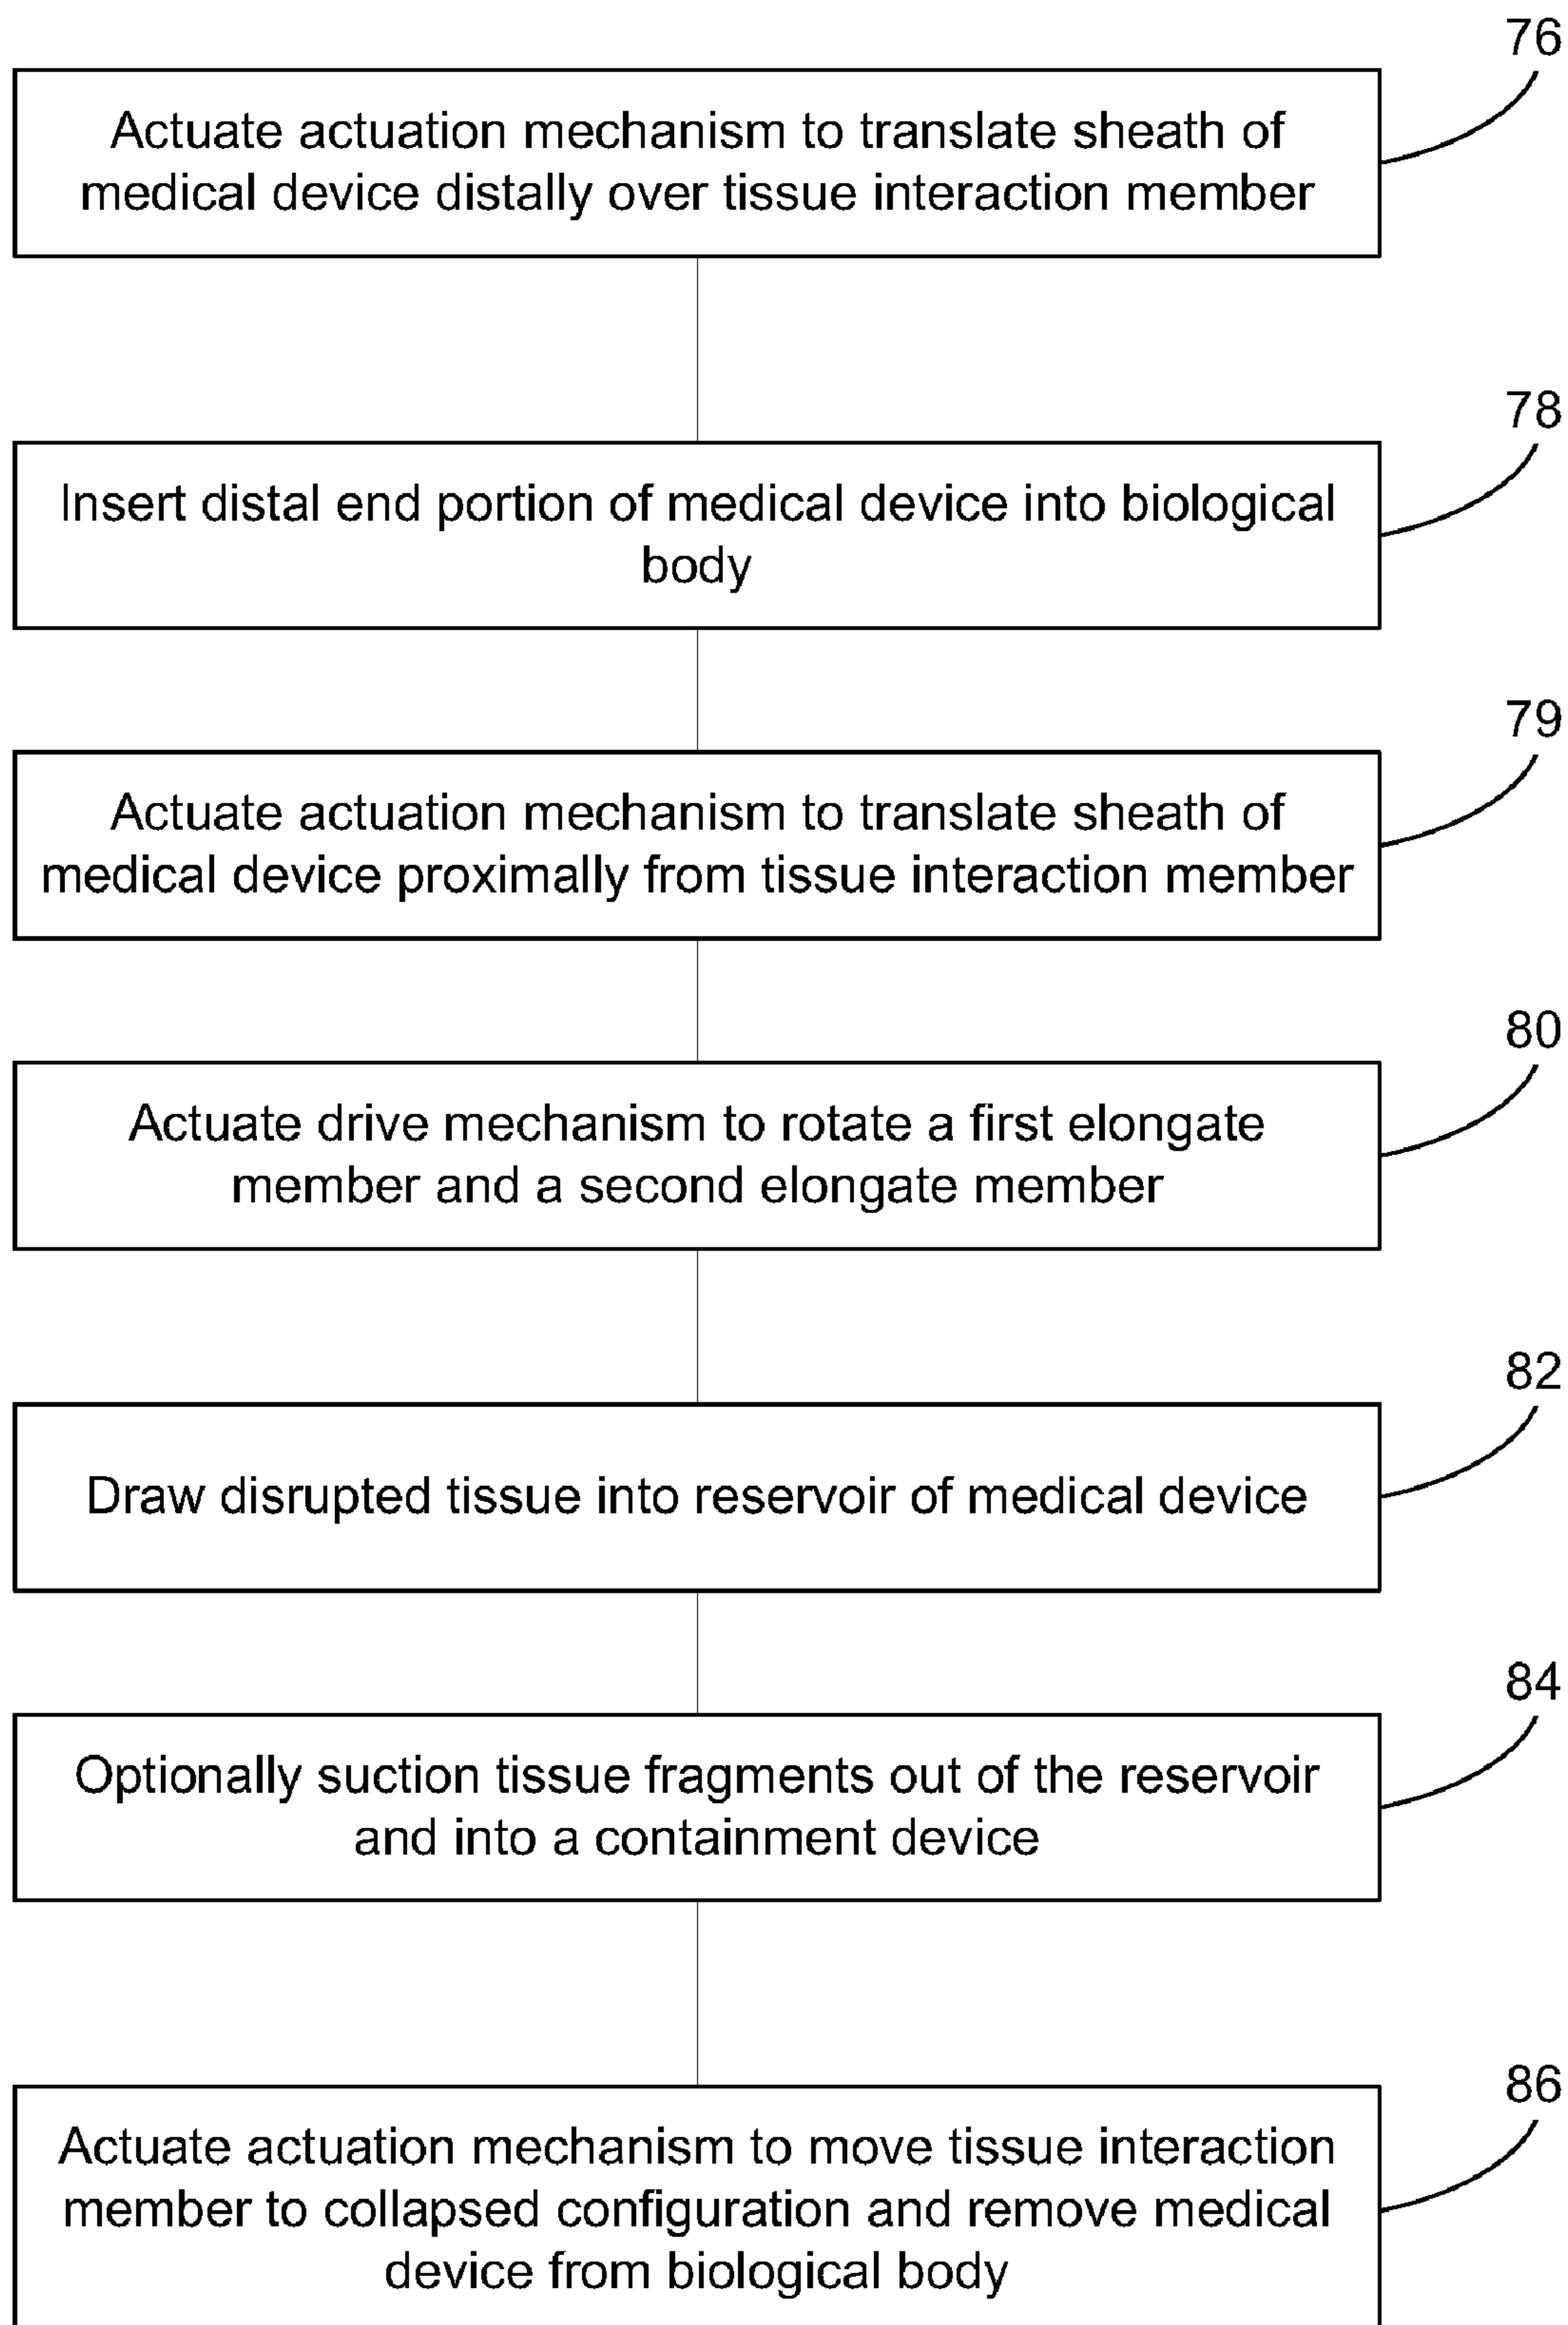 76
Actuate actuation mechanism to translate sheath of
medical device distally over tissue interaction member
78
Insert distal end portion of medical device into biological
body
79
Actuate actuation mechanism to translate sheath of
medical device proximally from tissue interaction member
80
Actuate drive mechanism to rotate a first elongate
member and a second elongate member
82
Draw disrupted tissue into reservoir of medical device
84
Optionally suction tissue fragments out of the reservoir
and into a containment device
86
Actuate actuation mechanism to move tissue interaction
member to collapsed configuration and remove medical
device from biological body